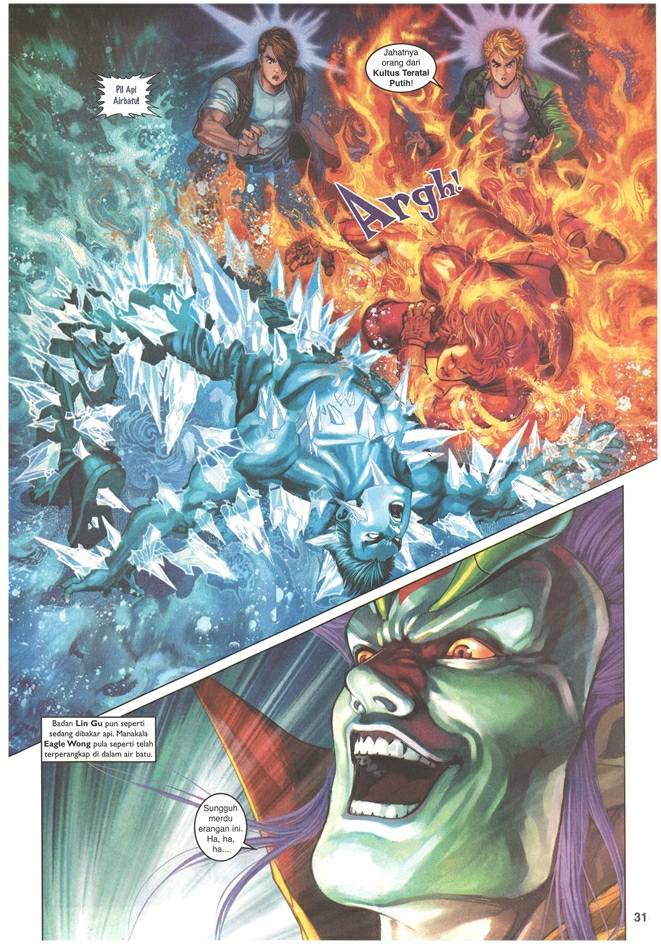 Pil Api
Airbatu!
Jahatnya
orang dari
Kultus Teratai
Putih!
Argh!
Badan Lin Gu pun seperti
sedang dibakar api. Manakala
Eagle Wong pula seperti telah
terperangkap di dalam air batu.
Sungguh
merdu
erangan ini.
Ha, ha,
ha...
31